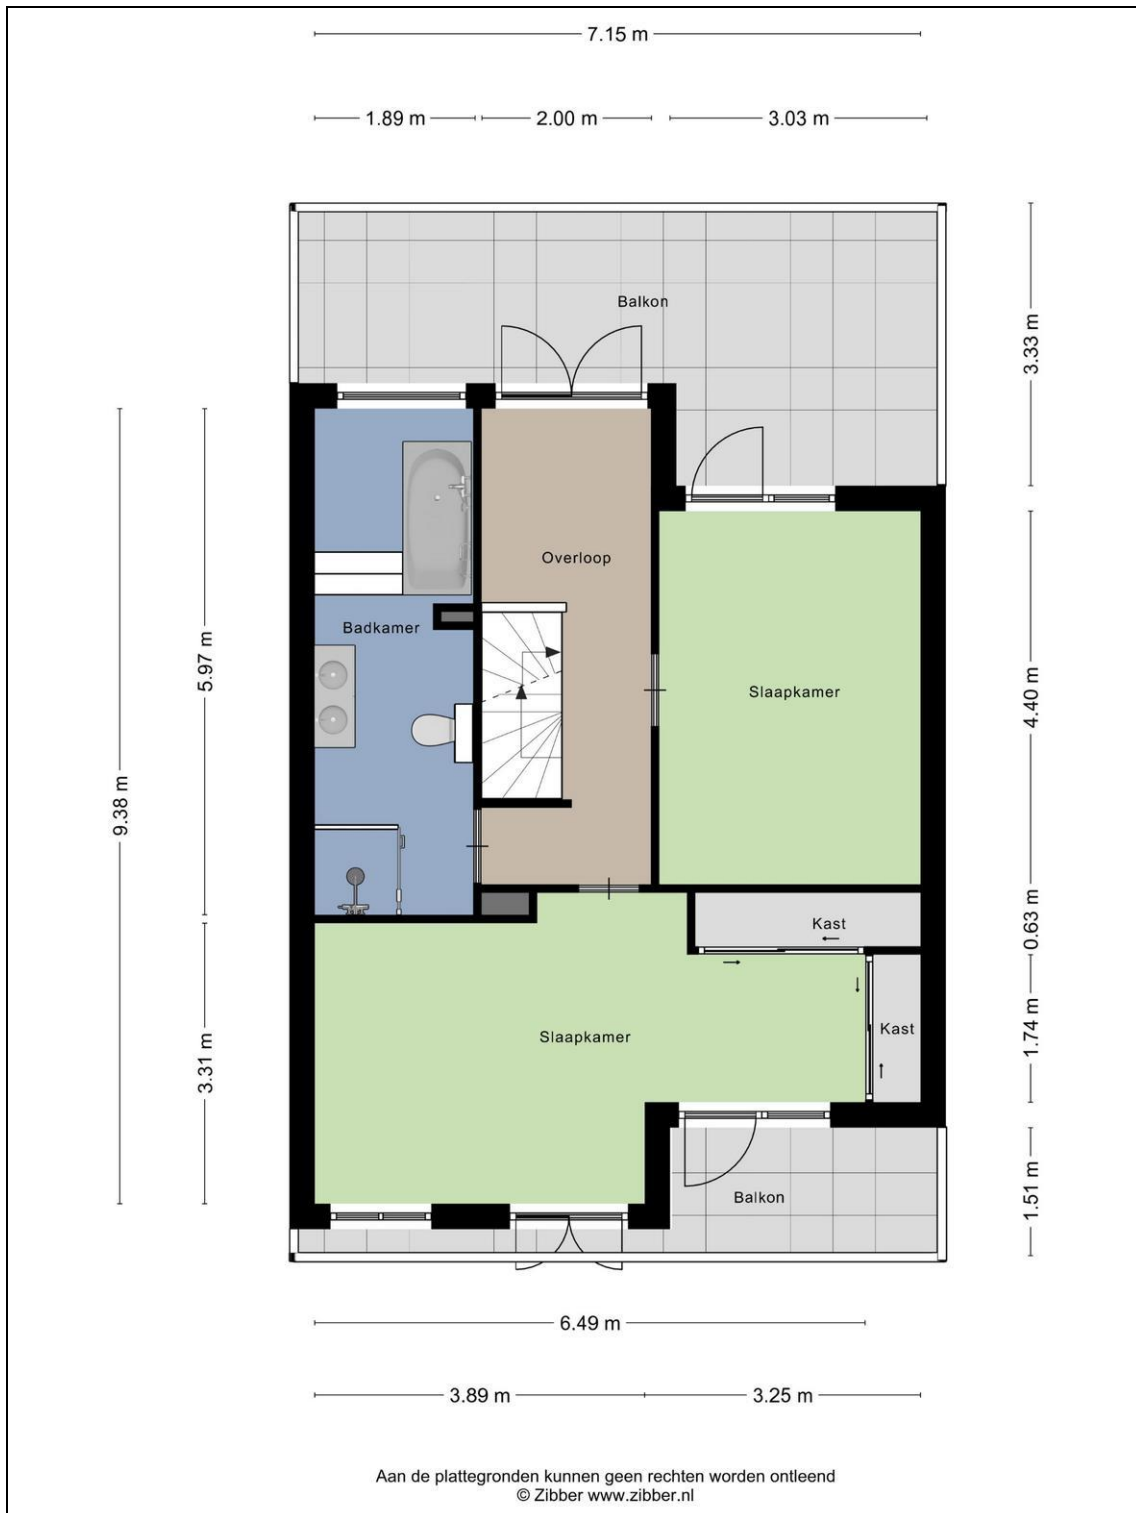 7.15 m
1.89 m
2.00 m
3.03 m
Balkon
3.33 m
Overloop
Badkamer
5.97 m
Slaapkamer
4.40 m
9.38 m
Kast
0.63 m
Slaapkamer
Kast
1.74 m
3.31 m
Balkon
1.51 m
6.49 m
3.89 m
3.25 m
Aan de plattegronden kunnen geen rechten worden ontleend
© Zibber www.zibber.nl